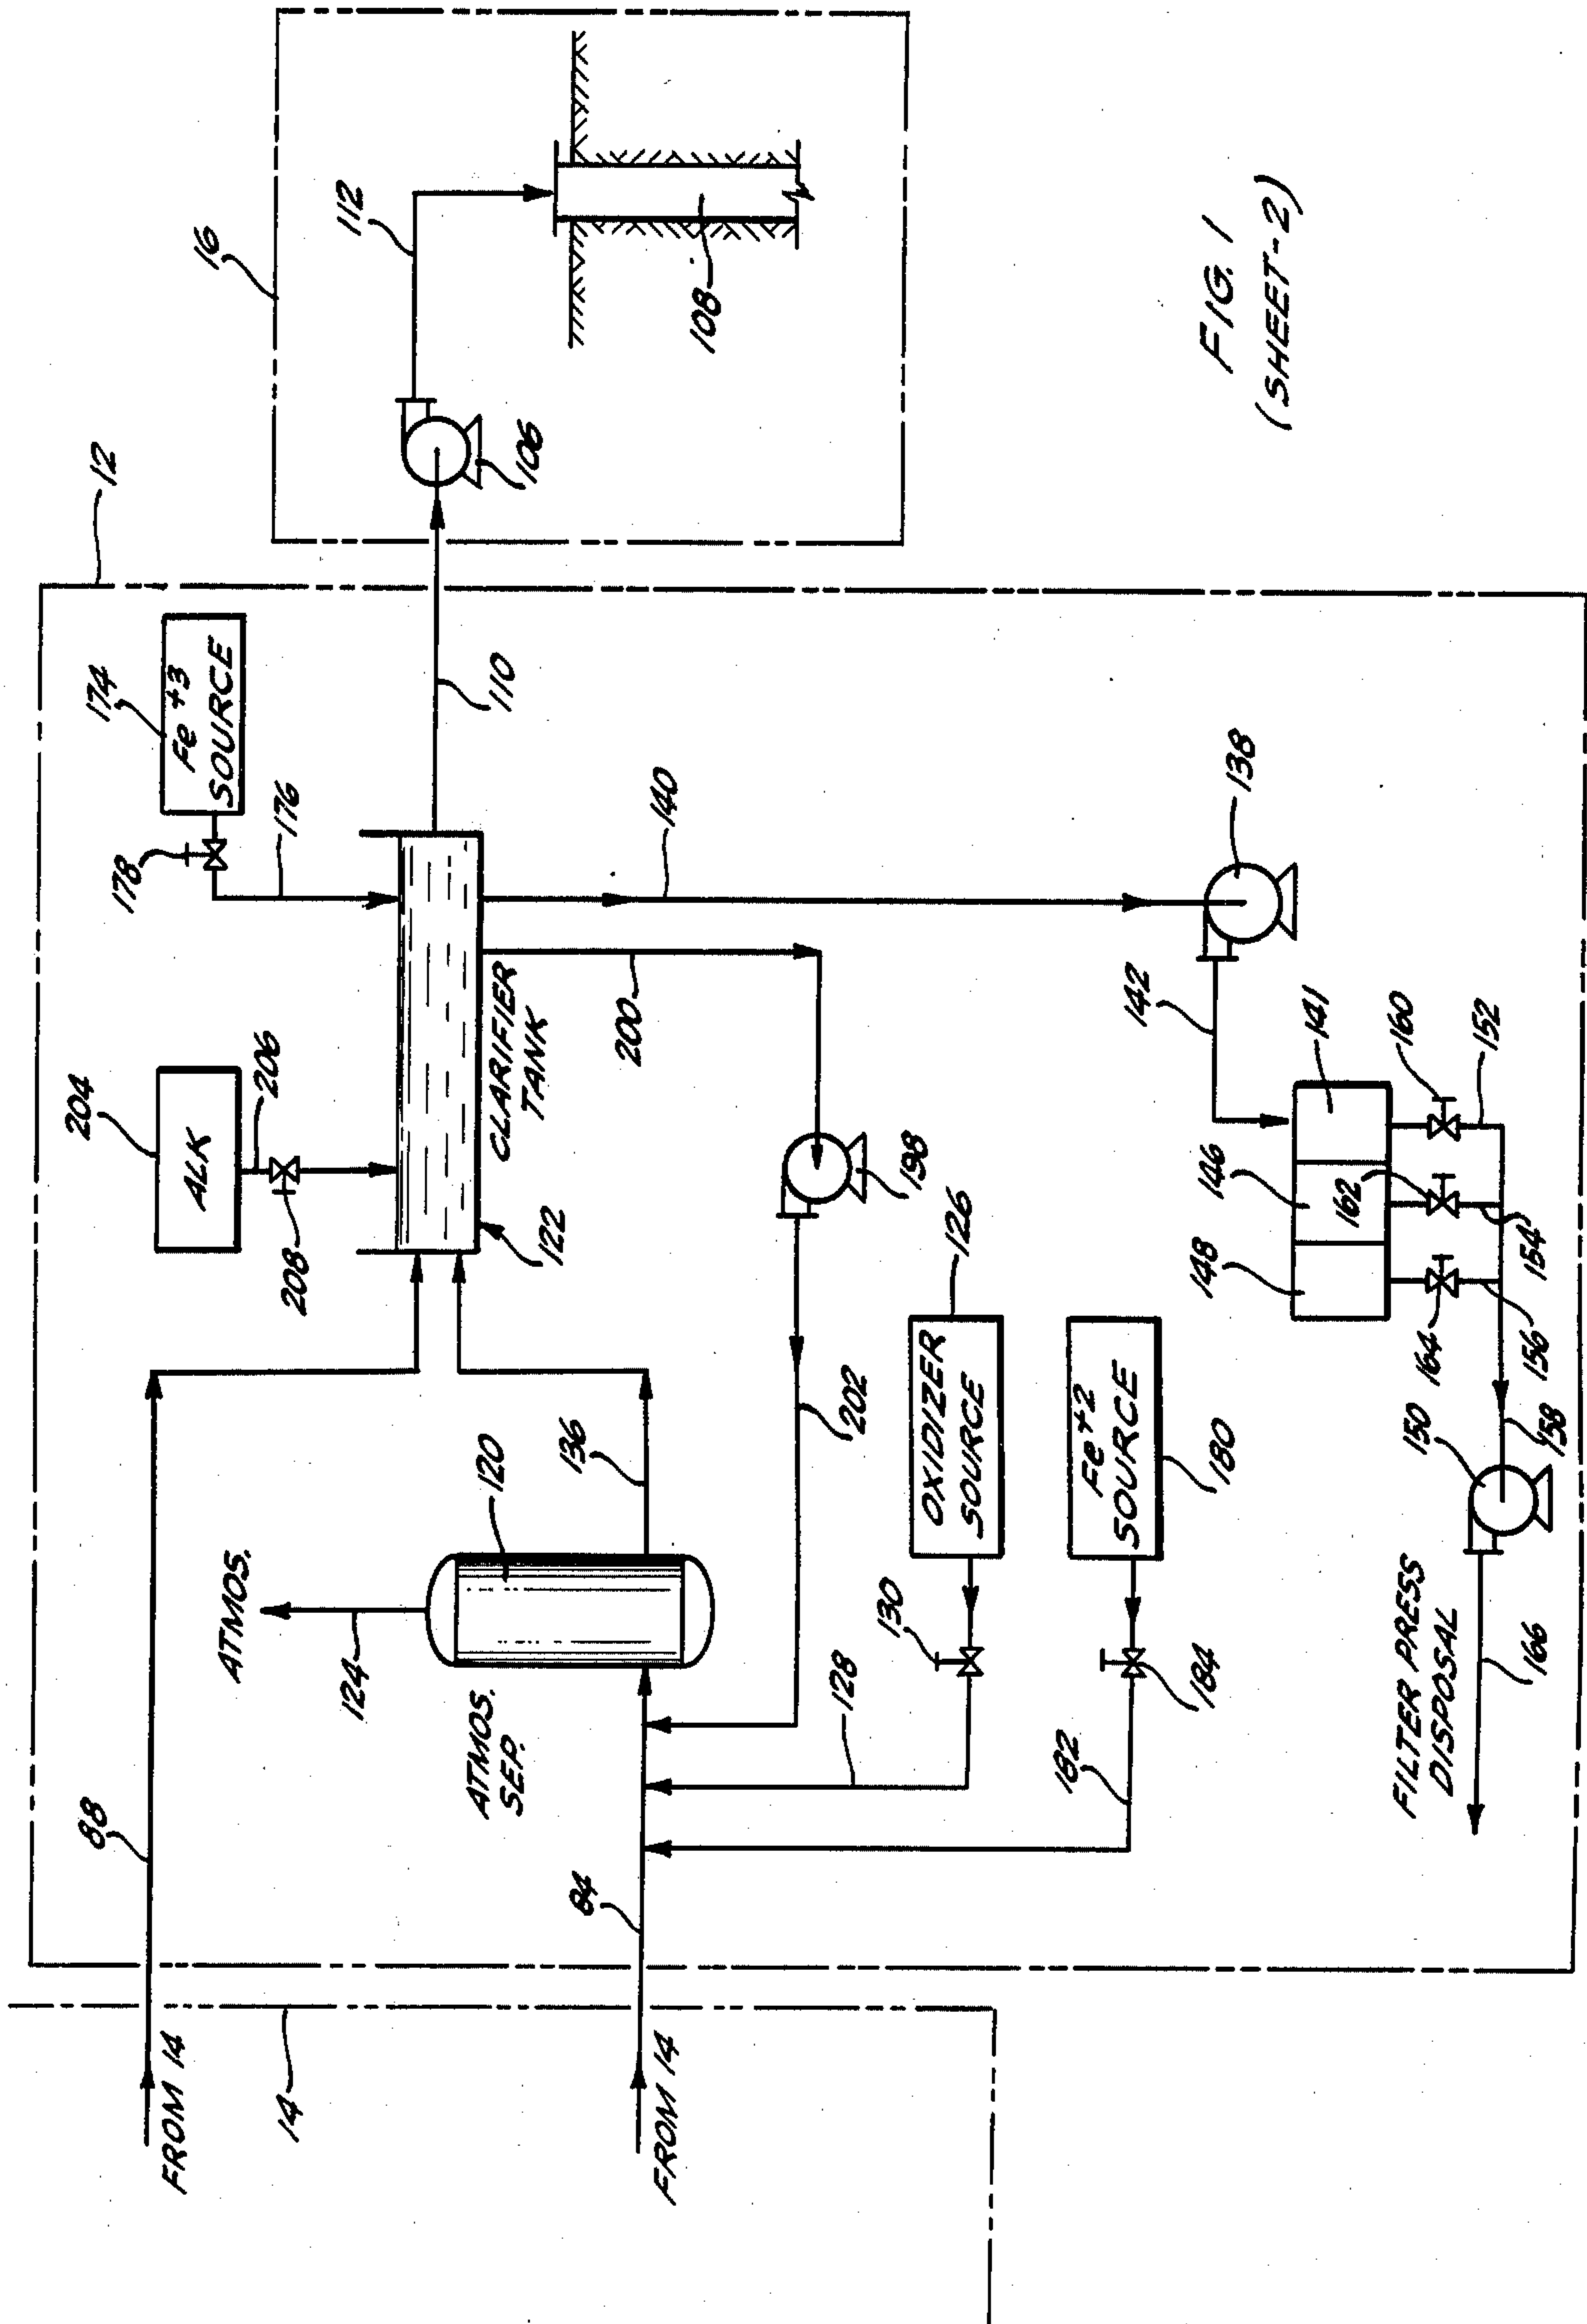 16
112
108
106
12
174
Fe+3
SOURCE
178
176
110
204
ALK
206
208
CLARIFIER
TANK
122
140
200
138
198
142
141
146
148
160
162
164
152
154
156
158
150
166
FILTER PRESS
DISPOSAL
88
ATMOS.
124
120
ATMOS.
SEP.
136
202
126
OXIDIZER
SOURCE
130
128
Fe+2
SOURCE
180
184
182
84
FROM 14
14
FROM 14
FIG. 1
(SHEET-2)